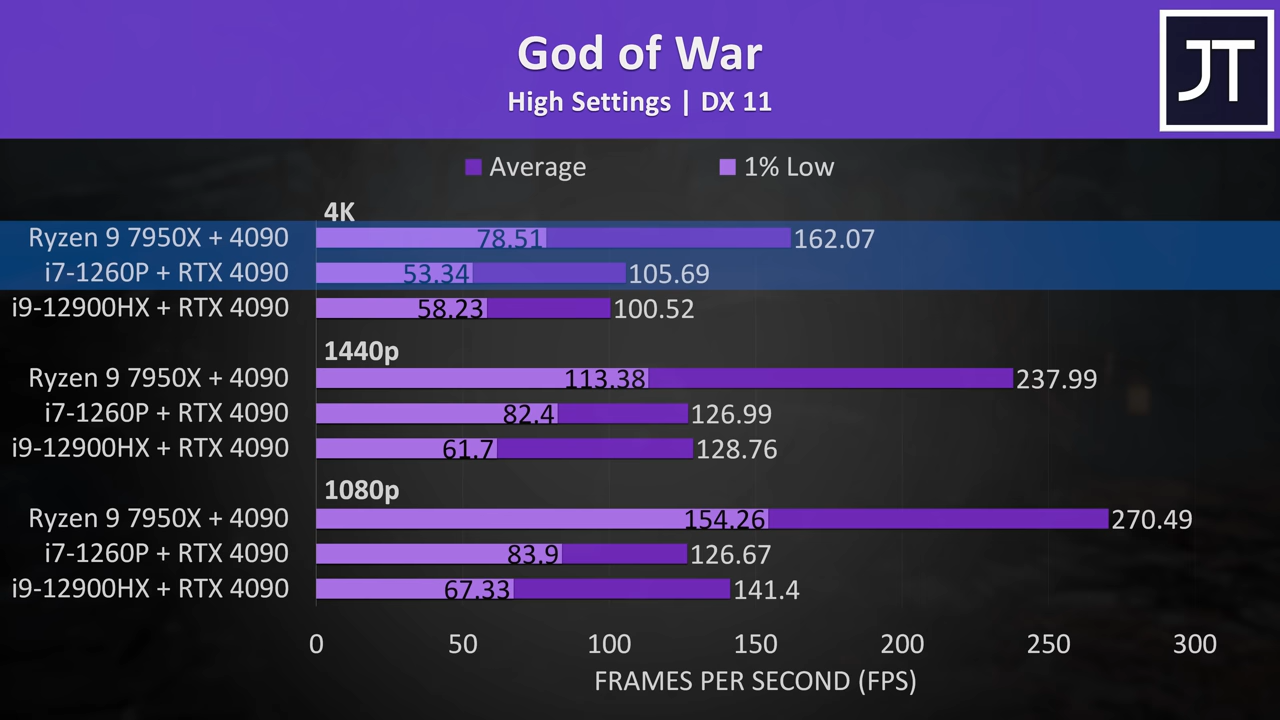 God of War
High Settings | DX 11
JT
Average 1% Low
4K
Ryzen 9 7950X + 4090 78.51 162.07
i7-1260P + RTX 4090 53.34 105.69
i9-12900HX + RTX 4090 58.23 100.52
1440p
Ryzen 9 7950X + 4090 113.38 237.99
i7-1260P + RTX 4090 82.4 126.99
i9-12900HX + RTX 4090 61.7 128.76
1080p
Ryzen 9 7950X + 4090 154.26 270.49
i7-1260P + RTX 4090 83.9 126.67
i9-12900HX + RTX 4090 67.33 141.4
0 50 100 150 200 250 300
FRAMES PER SECOND (FPS)